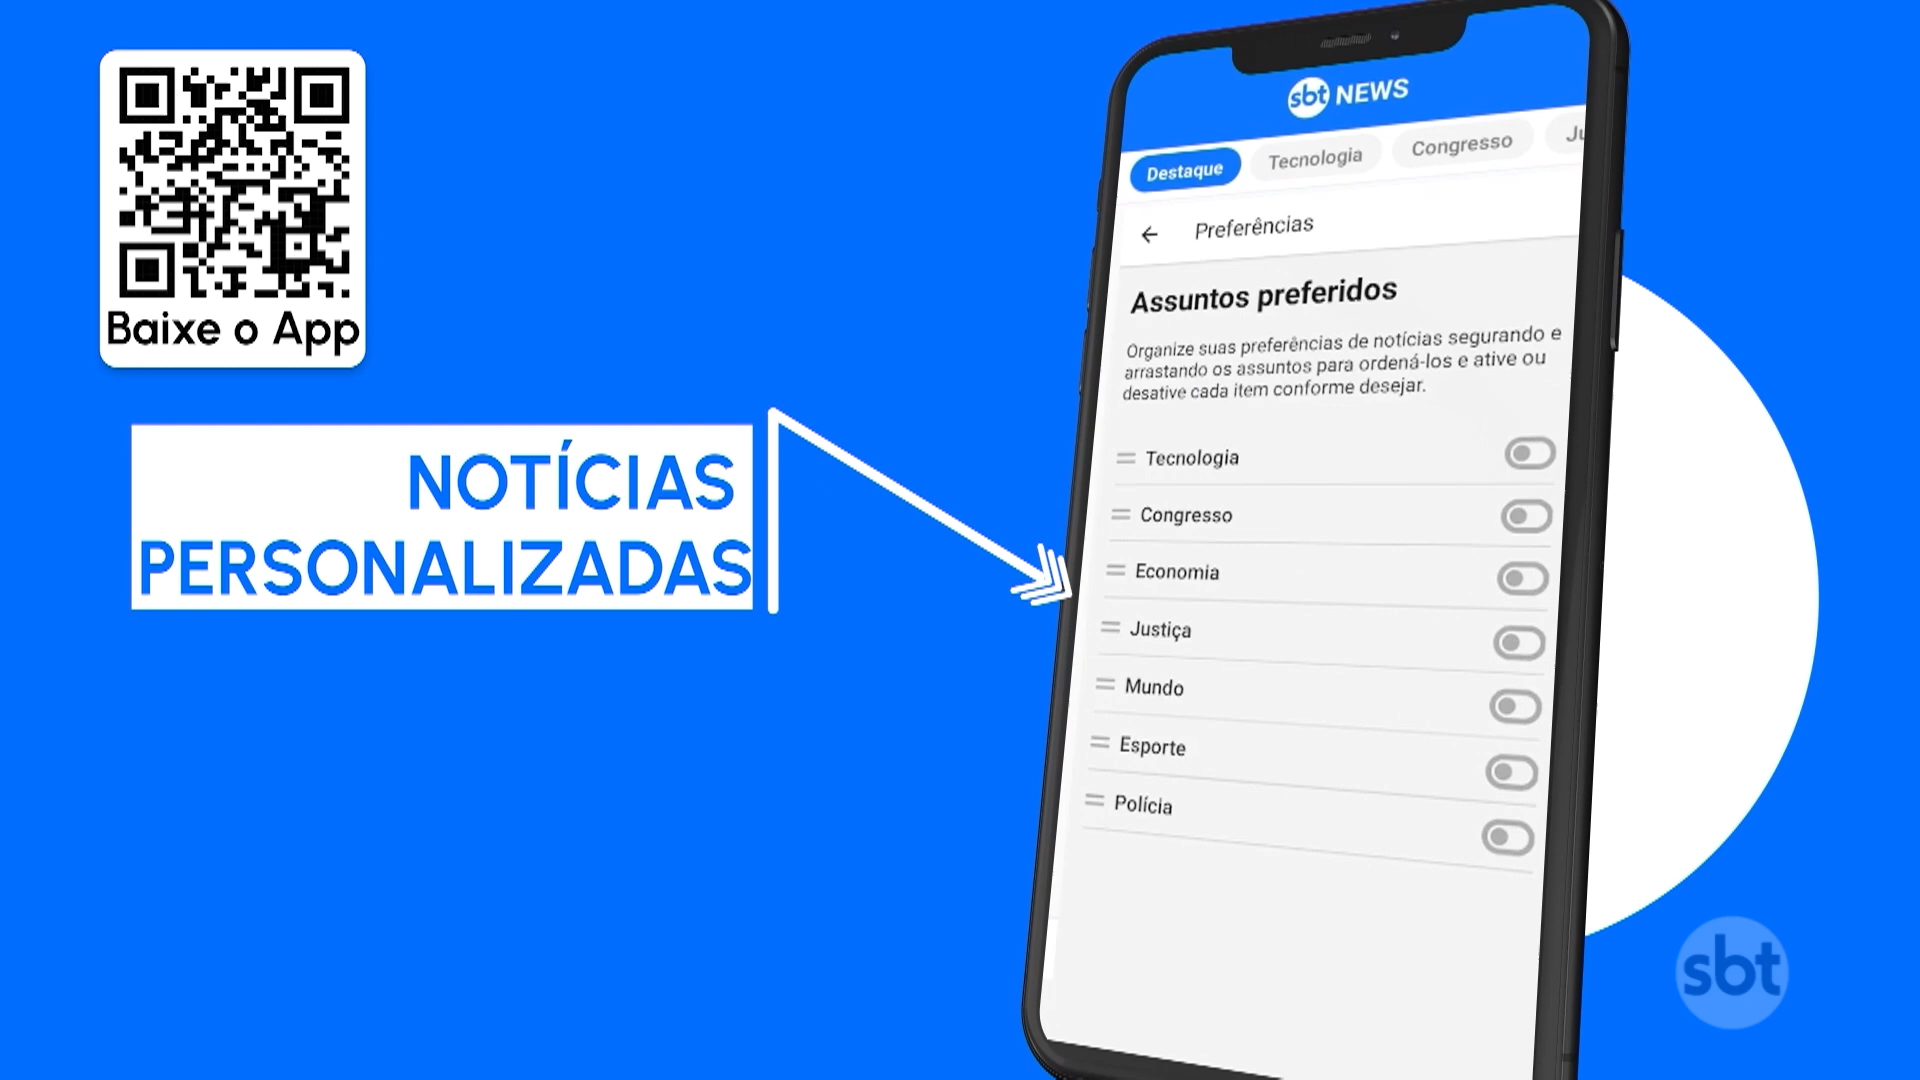 Baixe o App
NOTÍCIAS
PERSONALIZADAS
sbt NEWS
Destaque
Tecnologia
Congresso
Preferências
Assuntos preferidos
Organize suas preferências de notícias segurando e
arrastando os assuntos para ordená-los e ative ou
desative cada item conforme desejar.
Tecnologia
Congresso
Economia
Justiça
Mundo
Esporte
Polícia
sbt